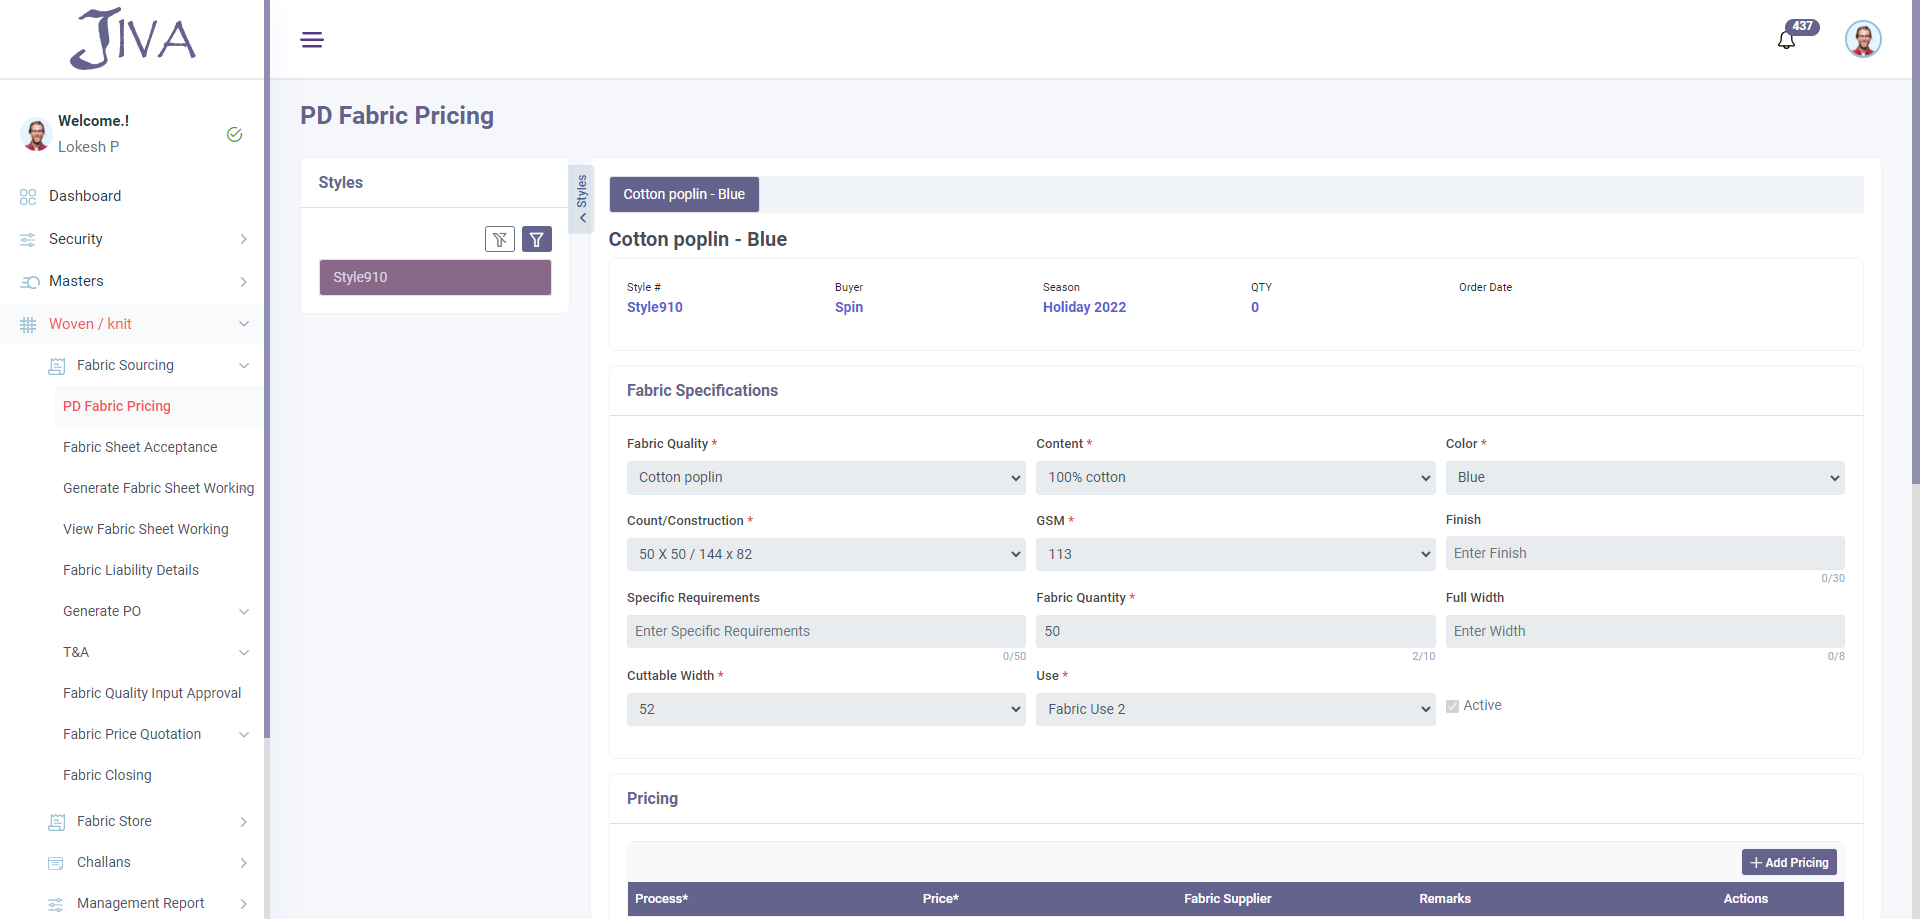 JIVA
437
Welcome.!
Lokesh P
Dashboard
Security
Masters
Woven / knit
Fabric Sourcing
PD Fabric Pricing
Fabric Sheet Acceptance
Generate Fabric Sheet Working
View Fabric Sheet Working
Fabric Liability Details
Generate PO
T&A
Fabric Quality Input Approval
Fabric Price Quotation
Fabric Closing
Fabric Store
Challans
Management Report
PD Fabric Pricing
Styles
Style910
Styles
Cotton poplin - Blue
Cotton poplin - Blue
Style # Buyer Season QTY Order Date
Style910 Spin Holiday 2022 0
Fabric Specifications
Fabric Quality * Content * Color *
Cotton poplin 100% cotton Blue
Count/Construction * GSM * Finish
50 X 50 / 144 x 82 113 Enter Finish
0/30
Specific Requirements Fabric Quantity * Full Width
Enter Specific Requirements 50 Enter Width
0/50 2/10 0/8
Cuttable Width * Use *
52 Fabric Use 2 Active
Pricing
Add Pricing
Process* Price* Fabric Supplier Remarks Actions